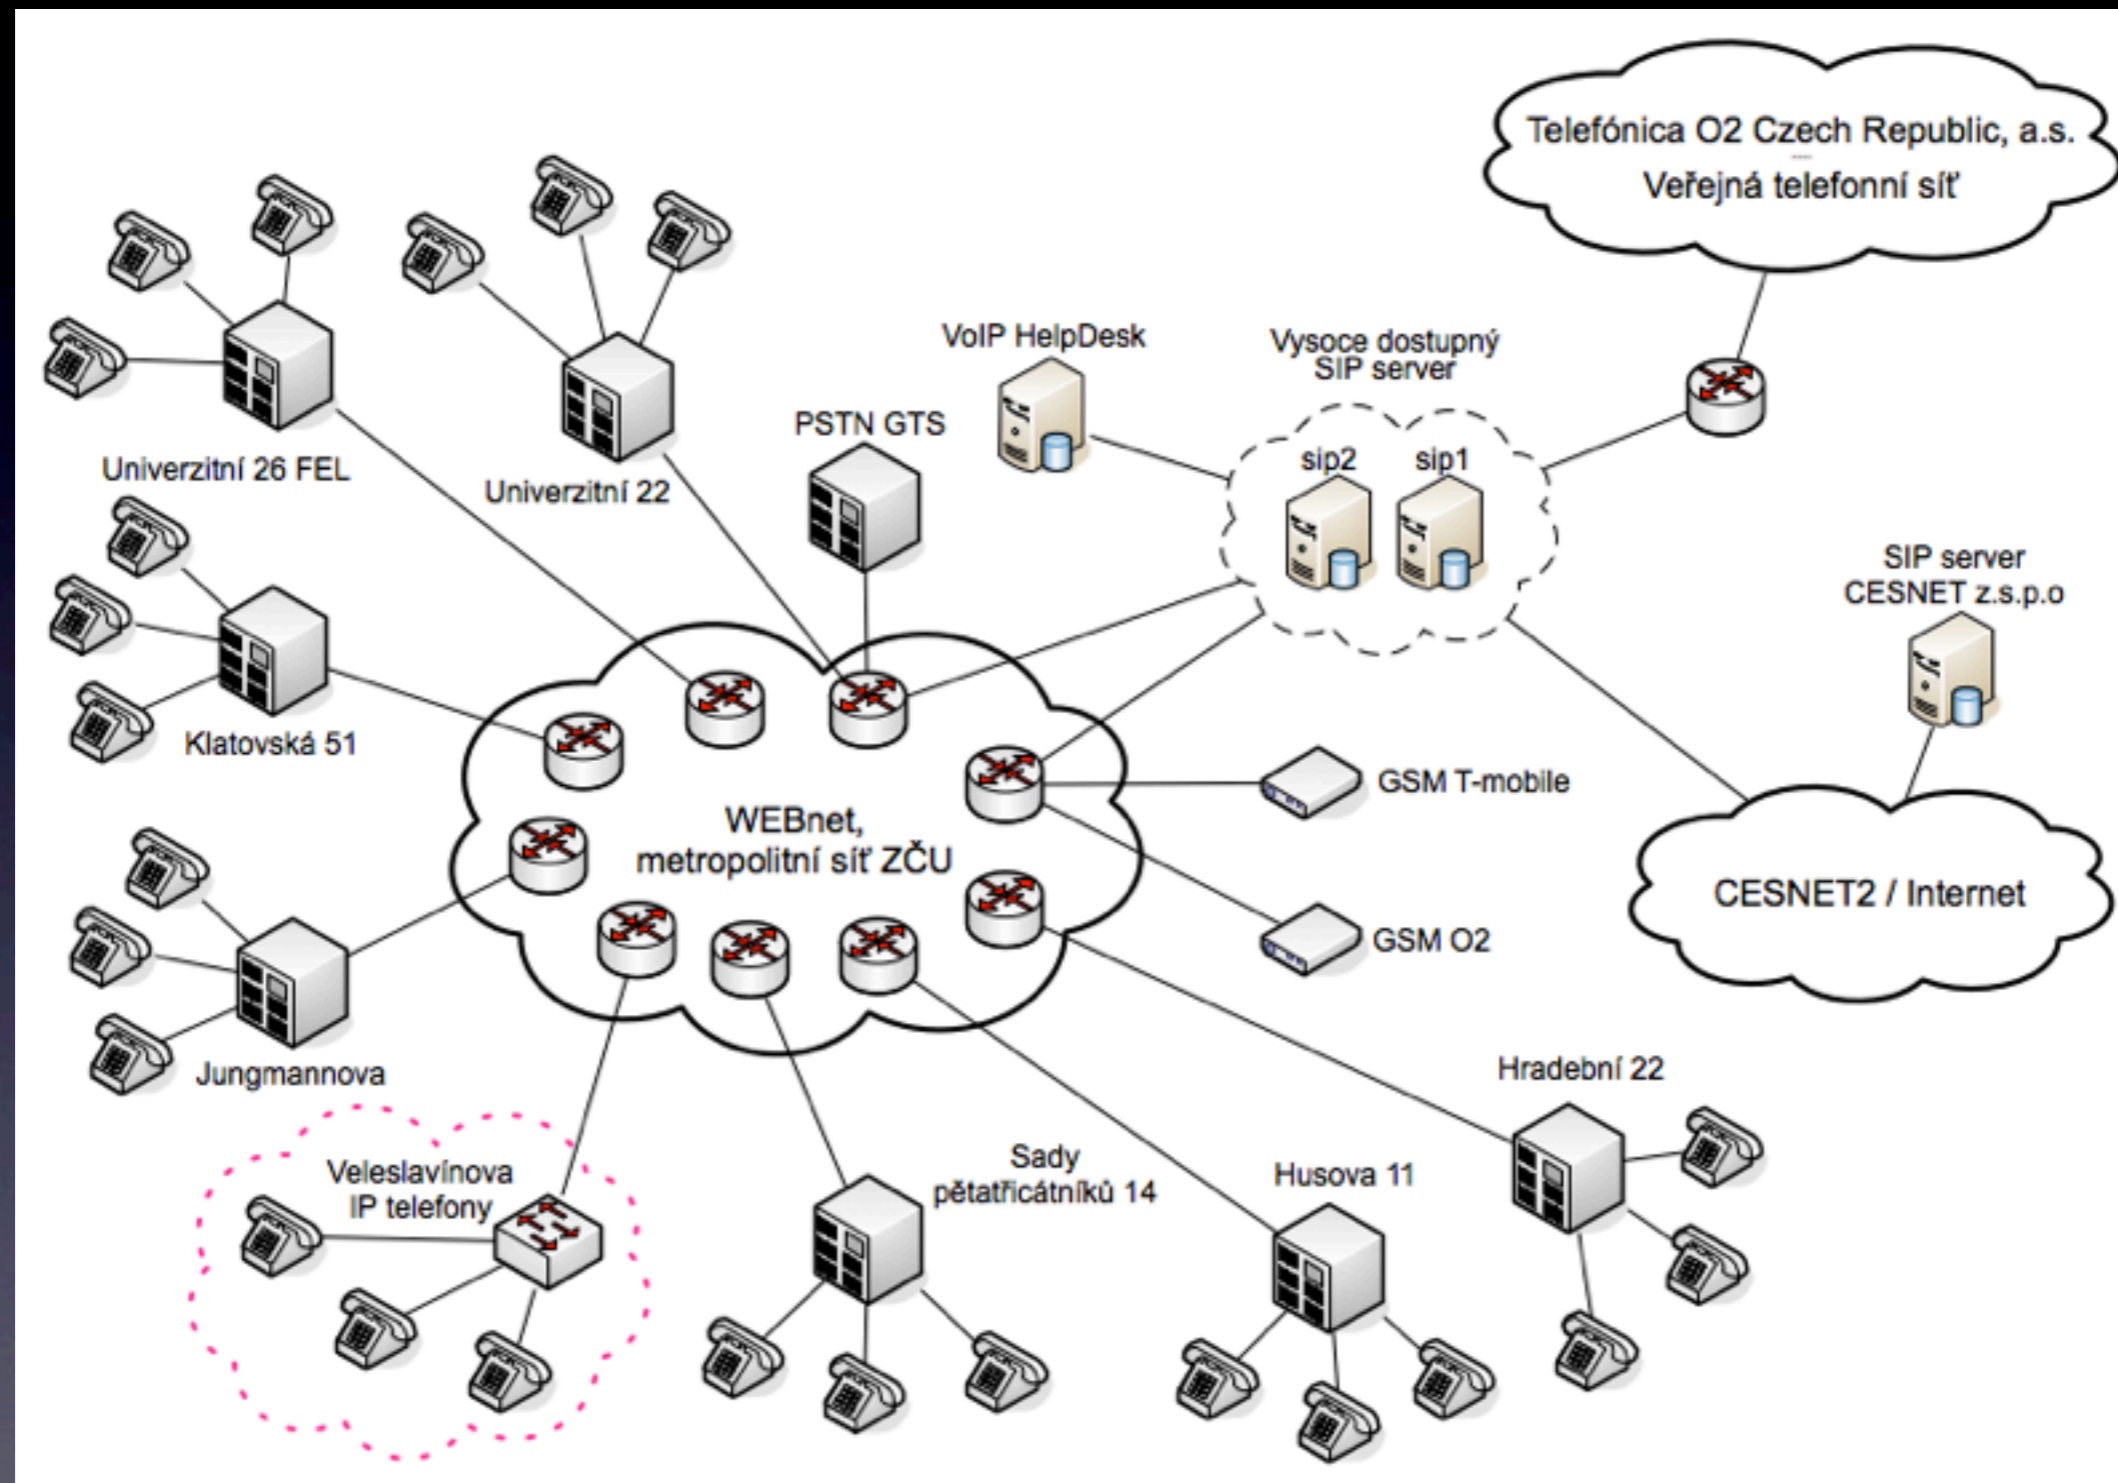 Telefónica O2 Czech Republic, a.s.
Veřejná telefonní síť
VoIP HelpDesk
Vysoce dostupný
SIP server
PSTN GTS
sip2
sip1
Univerzitní 26 FEL
Univerzitní 22
SIP server
CESNET z.s.p.o
Klatovská 51
GSM T-mobile
WEBnet,
metropolitní síť ZČU
CESNET2 / Internet
GSM O2
Jungmannova
Hradební 22
Veleslavínova
IP telefony
Sady
pětatřicátníků 14
Husova 11